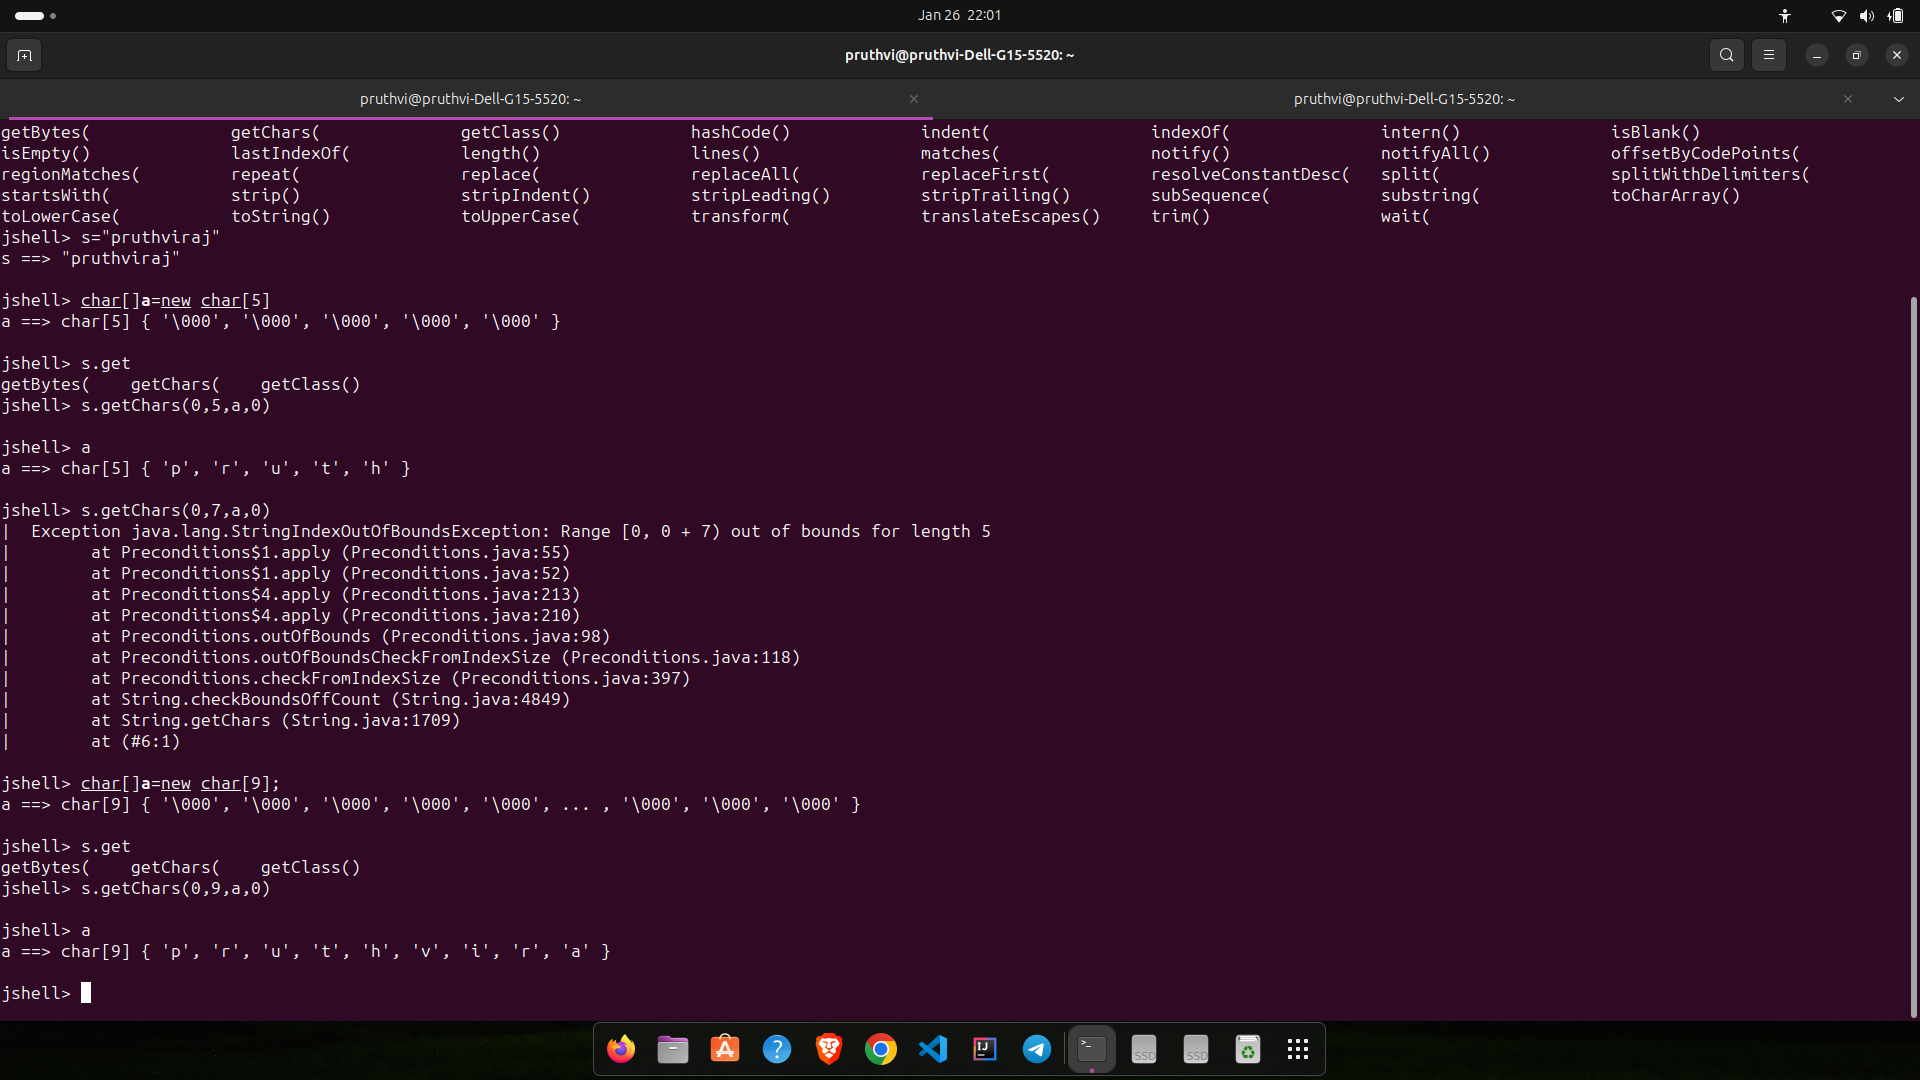 Jan 26 22:01
pruthvi@pruthvi-Dell-G15-5520: ~
pruthvi@pruthvi-Dell-G15-5520: ~ pruthvi@pruthvi-Dell-G15-5520: ~
getBytes( getChars( getClass() hashCode() indent( indexOf( intern() isBlank()
isEmpty() lastIndexOf( length() lines() matches( notify() notifyAll() offsetByCodePoints(
regionMatches( repeat( replace( replaceAll( replaceFirst( resolveConstantDesc( split( splitWithDelimiters(
startsWith( strip() stripIndent() stripLeading() stripTrailing() subSequence( substring( toCharArray()
toLowerCase( toString() toUpperCase( transform( translateEscapes() trim() wait(
jshell> s="pruthviraj"
s ==> "pruthviraj"
jshell> char[]a=new char[5]
a ==> char[5] { '\000', '\000', '\000', '\000', '\000' }
jshell> s.get
getBytes( getChars( getClass()
jshell> s.getChars(0,5,a,0)
jshell> a
a ==> char[5] { 'p', 'r', 'u', 't', 'h' }
jshell> s.getChars(0,7,a,0)
| Exception java.lang.StringIndexOutOfBoundsException: Range [0, 0 + 7) out of bounds for length 5
| at Preconditions$1.apply (Preconditions.java:55)
| at Preconditions$1.apply (Preconditions.java:52)
| at Preconditions$4.apply (Preconditions.java:213)
| at Preconditions$4.apply (Preconditions.java:210)
| at Preconditions.outOfBounds (Preconditions.java:98)
| at Preconditions.outOfBoundsCheckFromIndexSize (Preconditions.java:118)
| at Preconditions.checkFromIndexSize (Preconditions.java:397)
| at String.checkBoundsOffCount (String.java:4849)
| at String.getChars (String.java:1709)
| at (#6:1)
jshell> char[]a=new char[9];
a ==> char[9] { '\000', '\000', '\000', '\000', '\000', ... , '\000', '\000', '\000' }
jshell> s.get
getBytes( getChars( getClass()
jshell> s.getChars(0,9,a,0)
jshell> a
a ==> char[9] { 'p', 'r', 'u', 't', 'h', 'v', 'i', 'r', 'a' }
jshell>
? IJ >_ SSD SSD